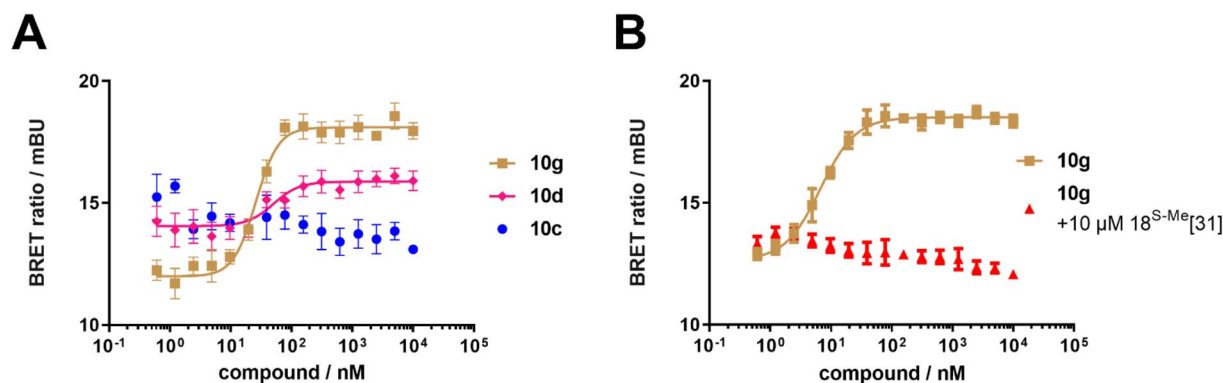 A
BRET ratio / mBU
20
15
10
10⁻¹ 10⁰ 10¹ 10² 10³ 10⁴ 10⁵
compound / nM
10g
10d
10c
B
BRET ratio / mBU
20
15
10
10⁻¹ 10⁰ 10¹ 10² 10³ 10⁴ 10⁵
compound / nM
10g
10g
+10 µM 18ˢ⁻ᴹᵉ[31]